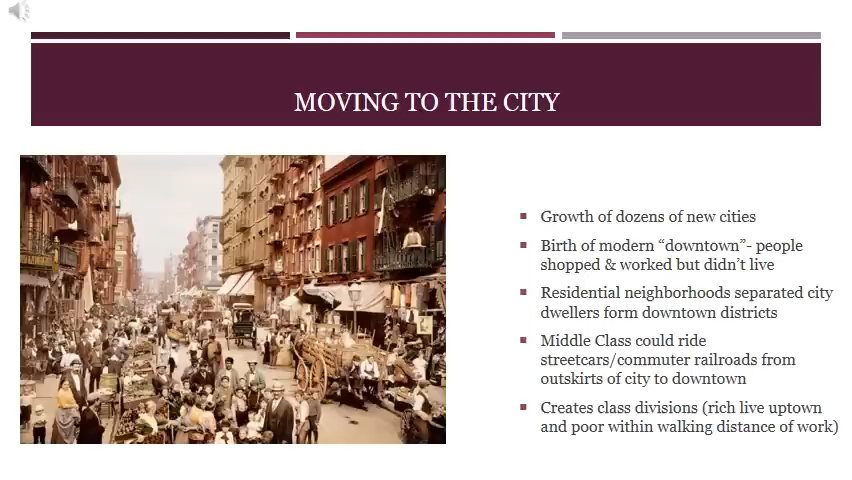 MOVING TO THE CITY
Growth of dozens of new cities
Birth of modern “downtown”- people
shopped & worked but didn’t live
Residential neighborhoods separated city
dwellers form downtown districts
Middle Class could ride
streetcars/commuter railroads from
outskirts of city to downtown
Creates class divisions (rich live uptown
and poor within walking distance of work)